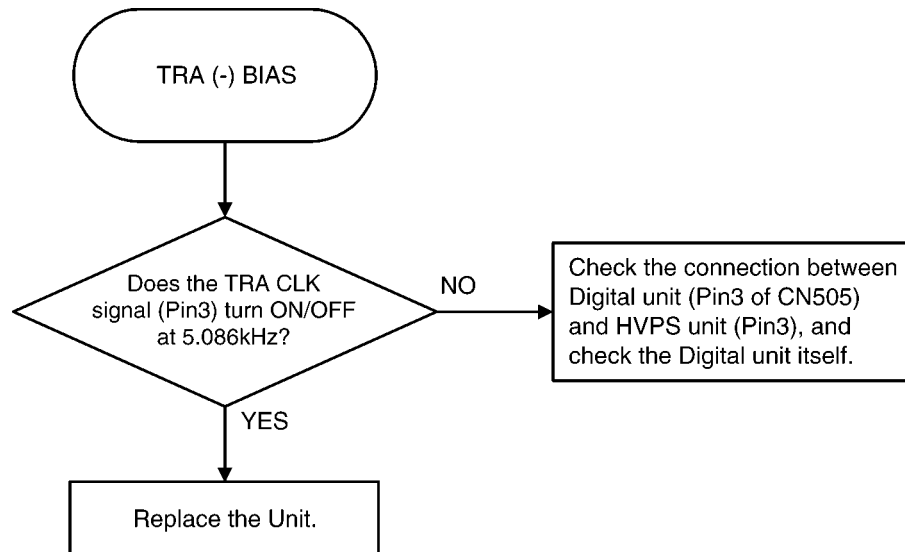 TRA (-) BIAS
Does the TRA CLK
signal (Pin3) turn ON/OFF
at 5.086kHz?
NO
Check the connection between
Digital unit (Pin3 of CN505)
and HVPS unit (Pin3), and
check the Digital unit itself.
YES
Replace the Unit.